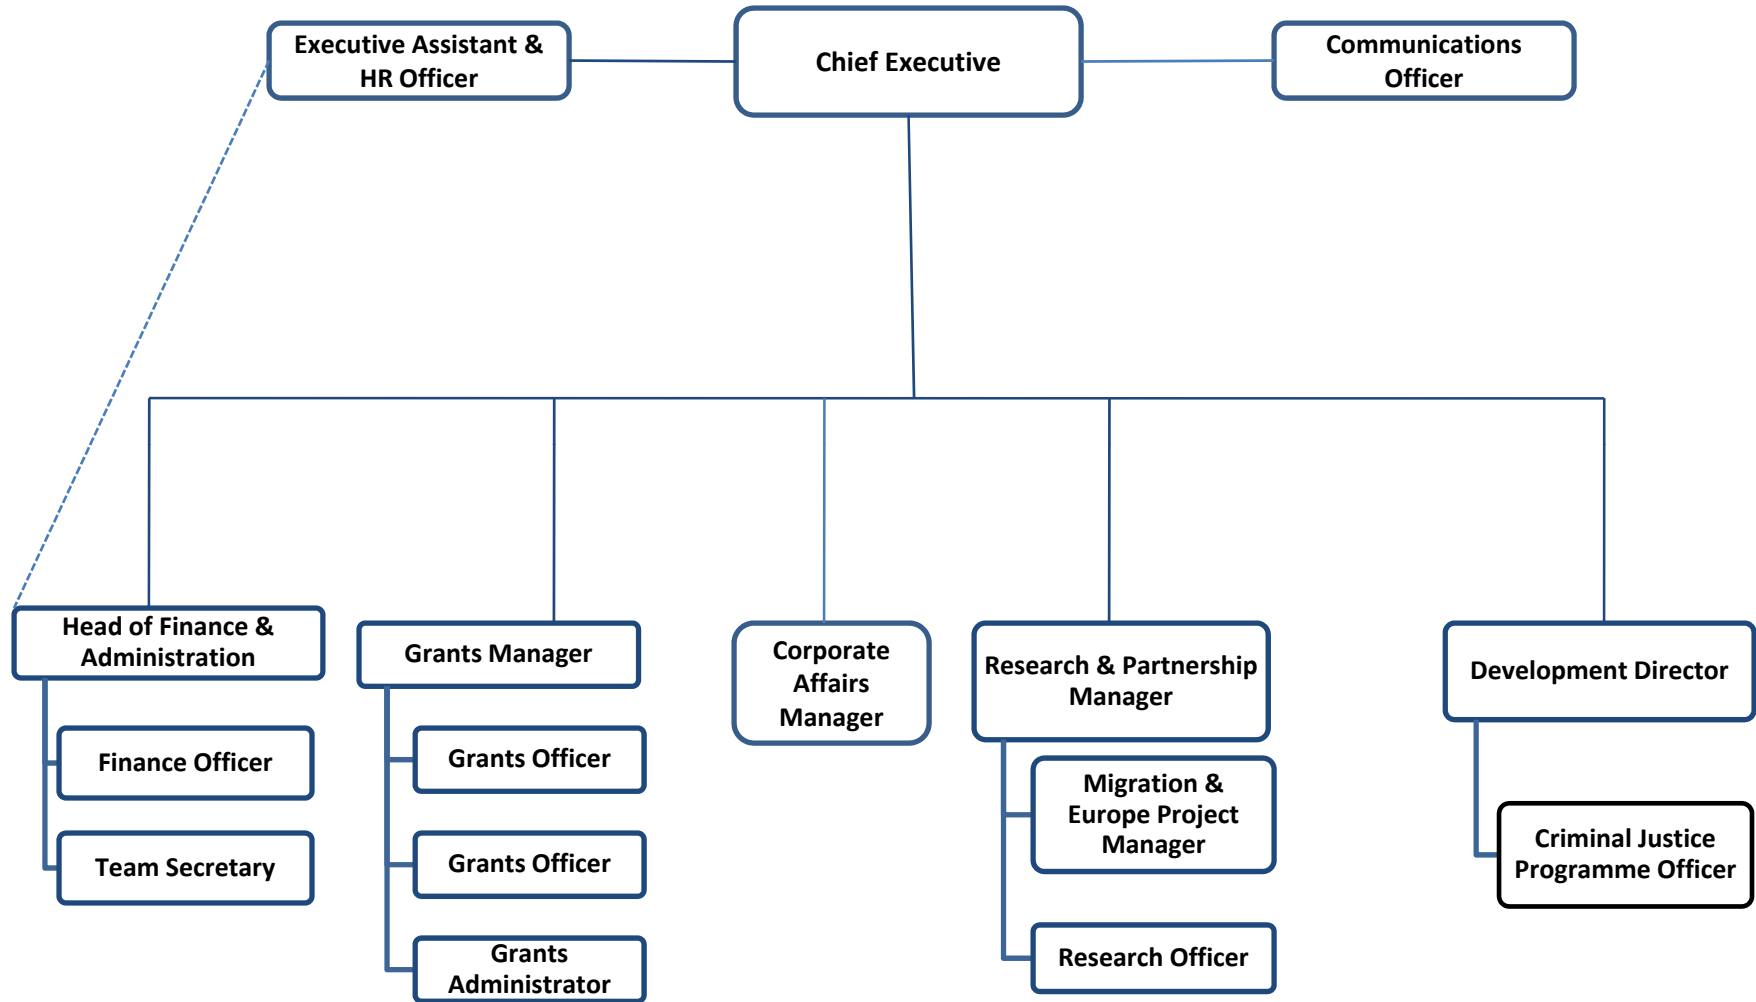 Executive Assistant &
HR Officer
Chief Executive
Communications
Officer
Head of Finance &
Administration
Finance Officer
Team Secretary
Grants Manager
Grants Officer
Grants Officer
Grants
Administrator
Corporate
Affairs
Manager
Research & Partnership
Manager
Migration &
Europe Project
Manager
Research Officer
Development Director
Criminal Justice
Programme Officer